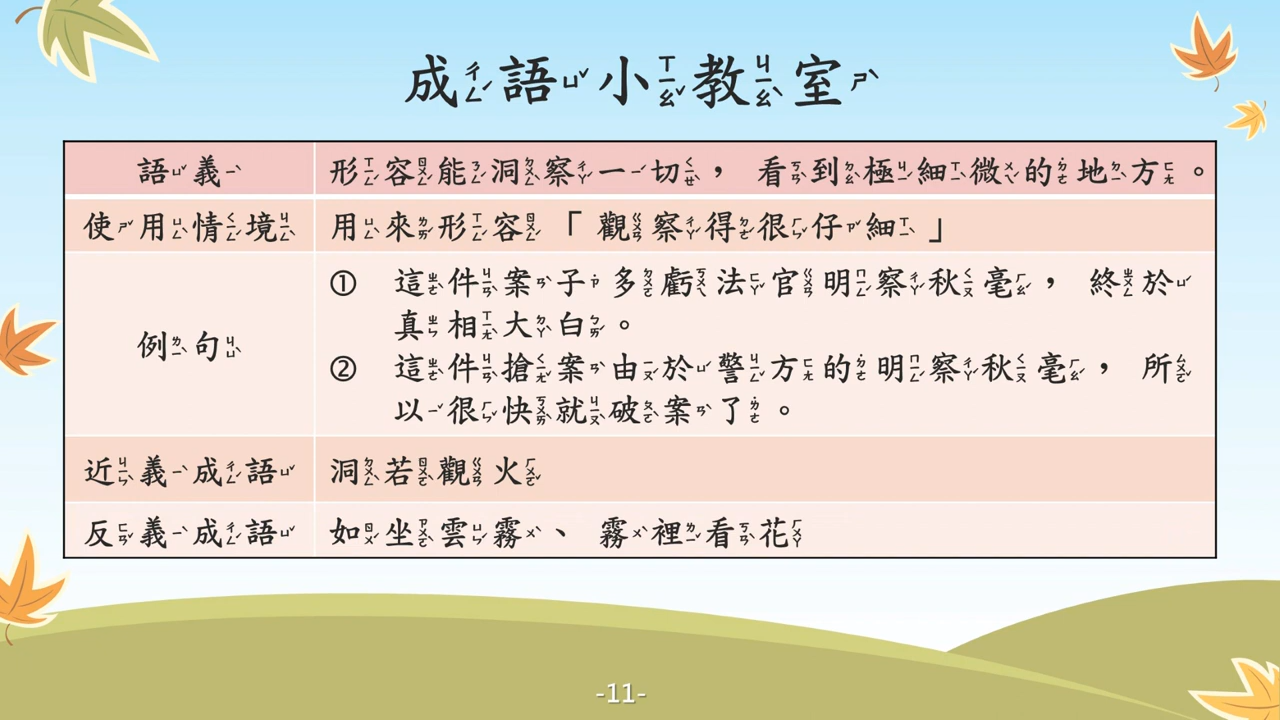 成語小教室
語義 形容能洞察一切，看到極細微的地方。
使用情境 用來形容「觀察得很仔細」
例句 ① 這件案子多虧法官明察秋毫，終於
真相大白。
② 這件搶案由於警方的明察秋毫，所
以很快就破案了。
近義成語 洞若觀火
反義成語 如坐雲霧、霧裡看花
-11-